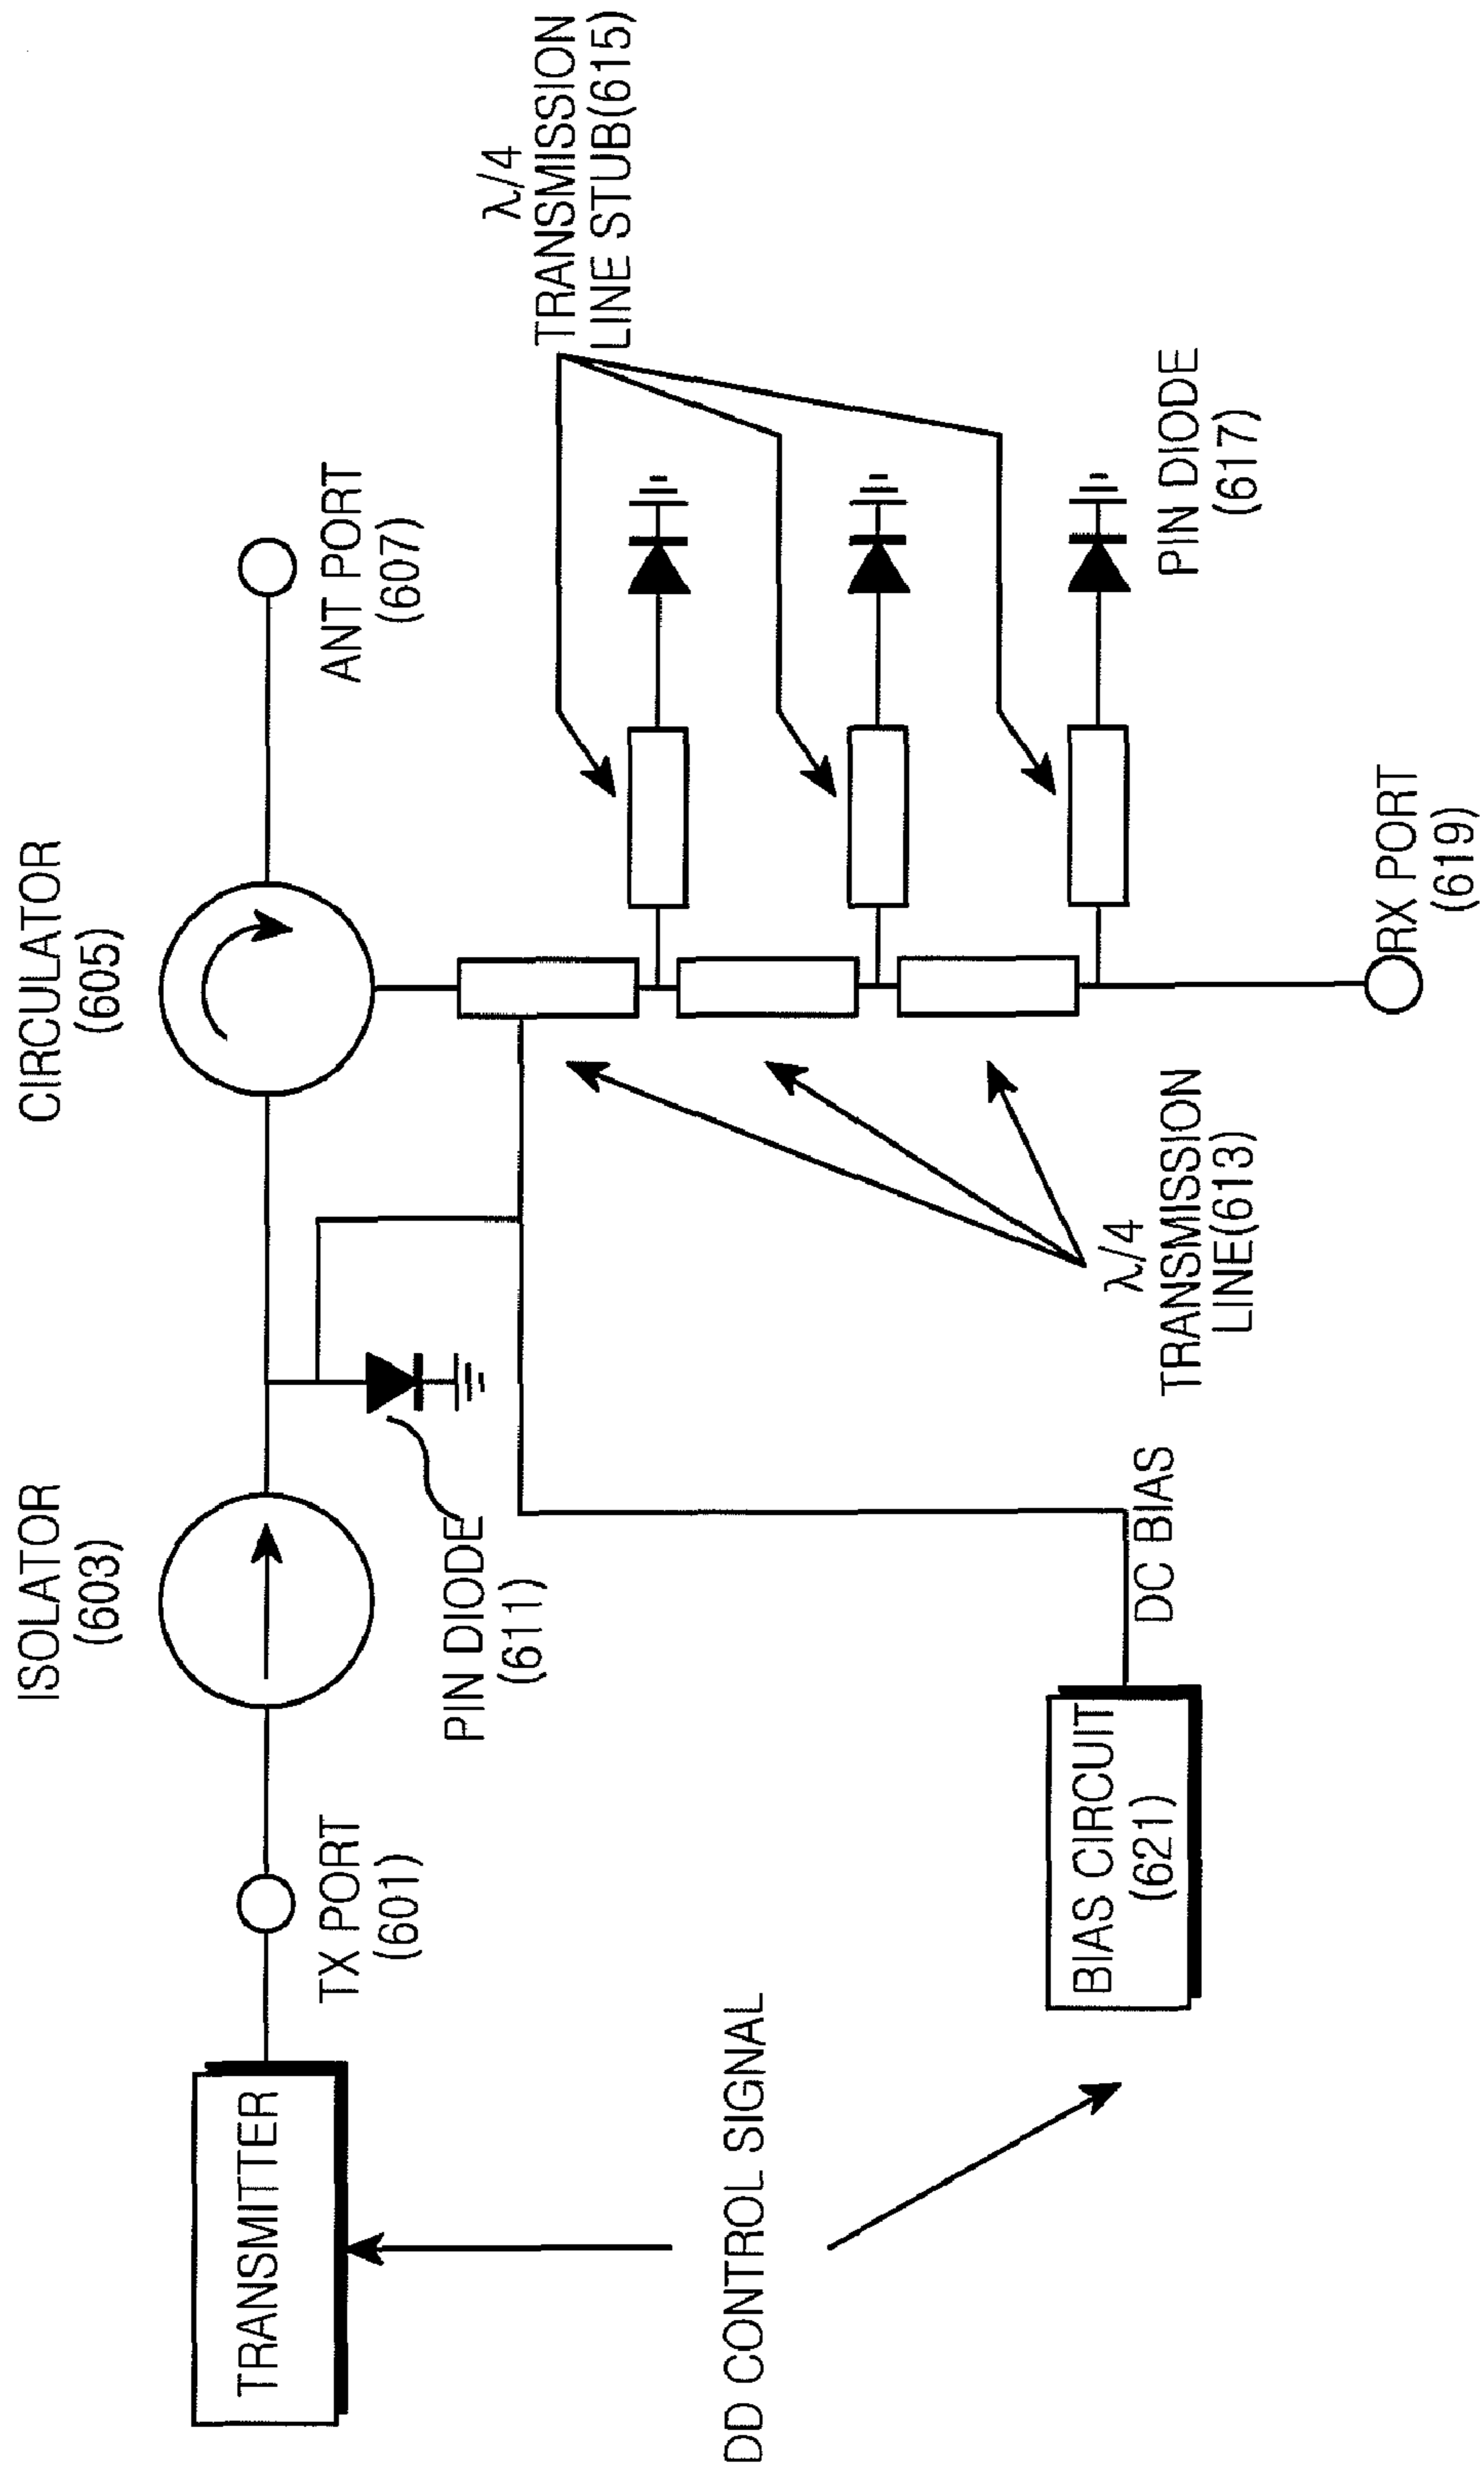 ISOLATOR
(603)
CIRCULATOR
(605)
TRANSMITTER
TX PORT
(601)
PIN DIODE
(611)
ANT PORT
(607)
λ/4
TRANSMISSION
LINE STUB(615)
DD CONTROL SIGNAL
BIAS CIRCUIT
(621)
DC BIAS
λ/4
TRANSMISSION
LINE(613)
PIN DIODE
(617)
RX PORT
(619)